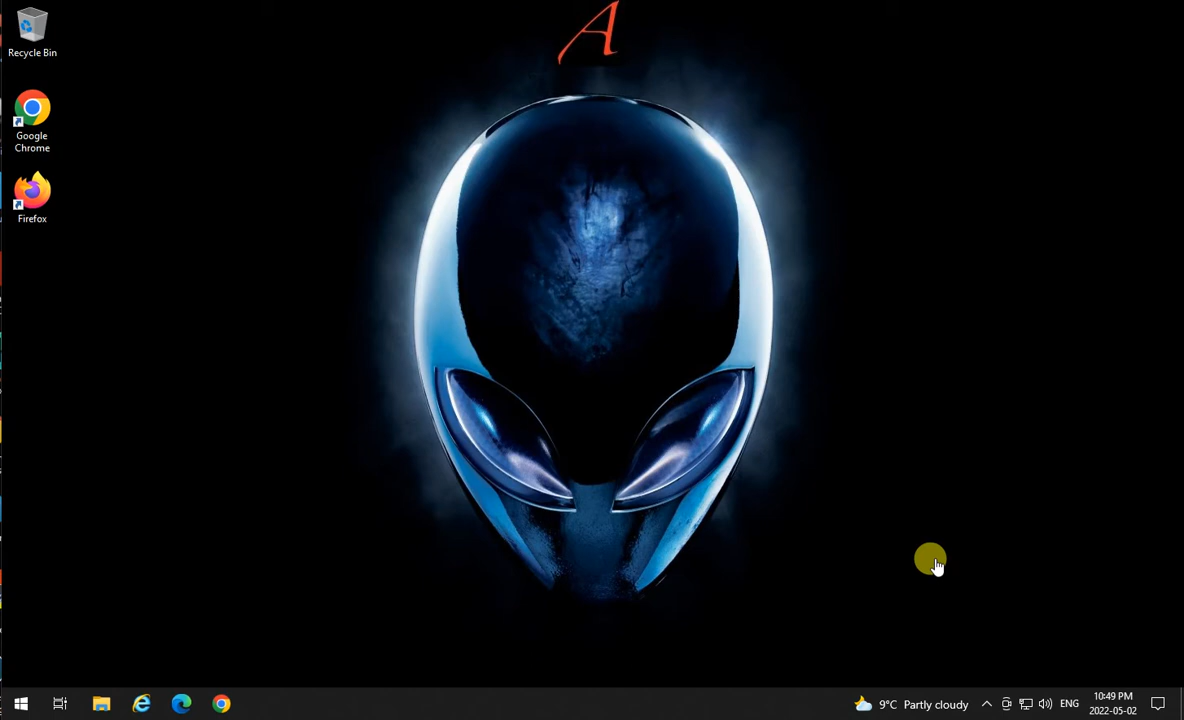 A
Recycle Bin
Google
Chrome
Firefox
9°C Partly cloudy
ENG
10:49 PM
2022-05-02